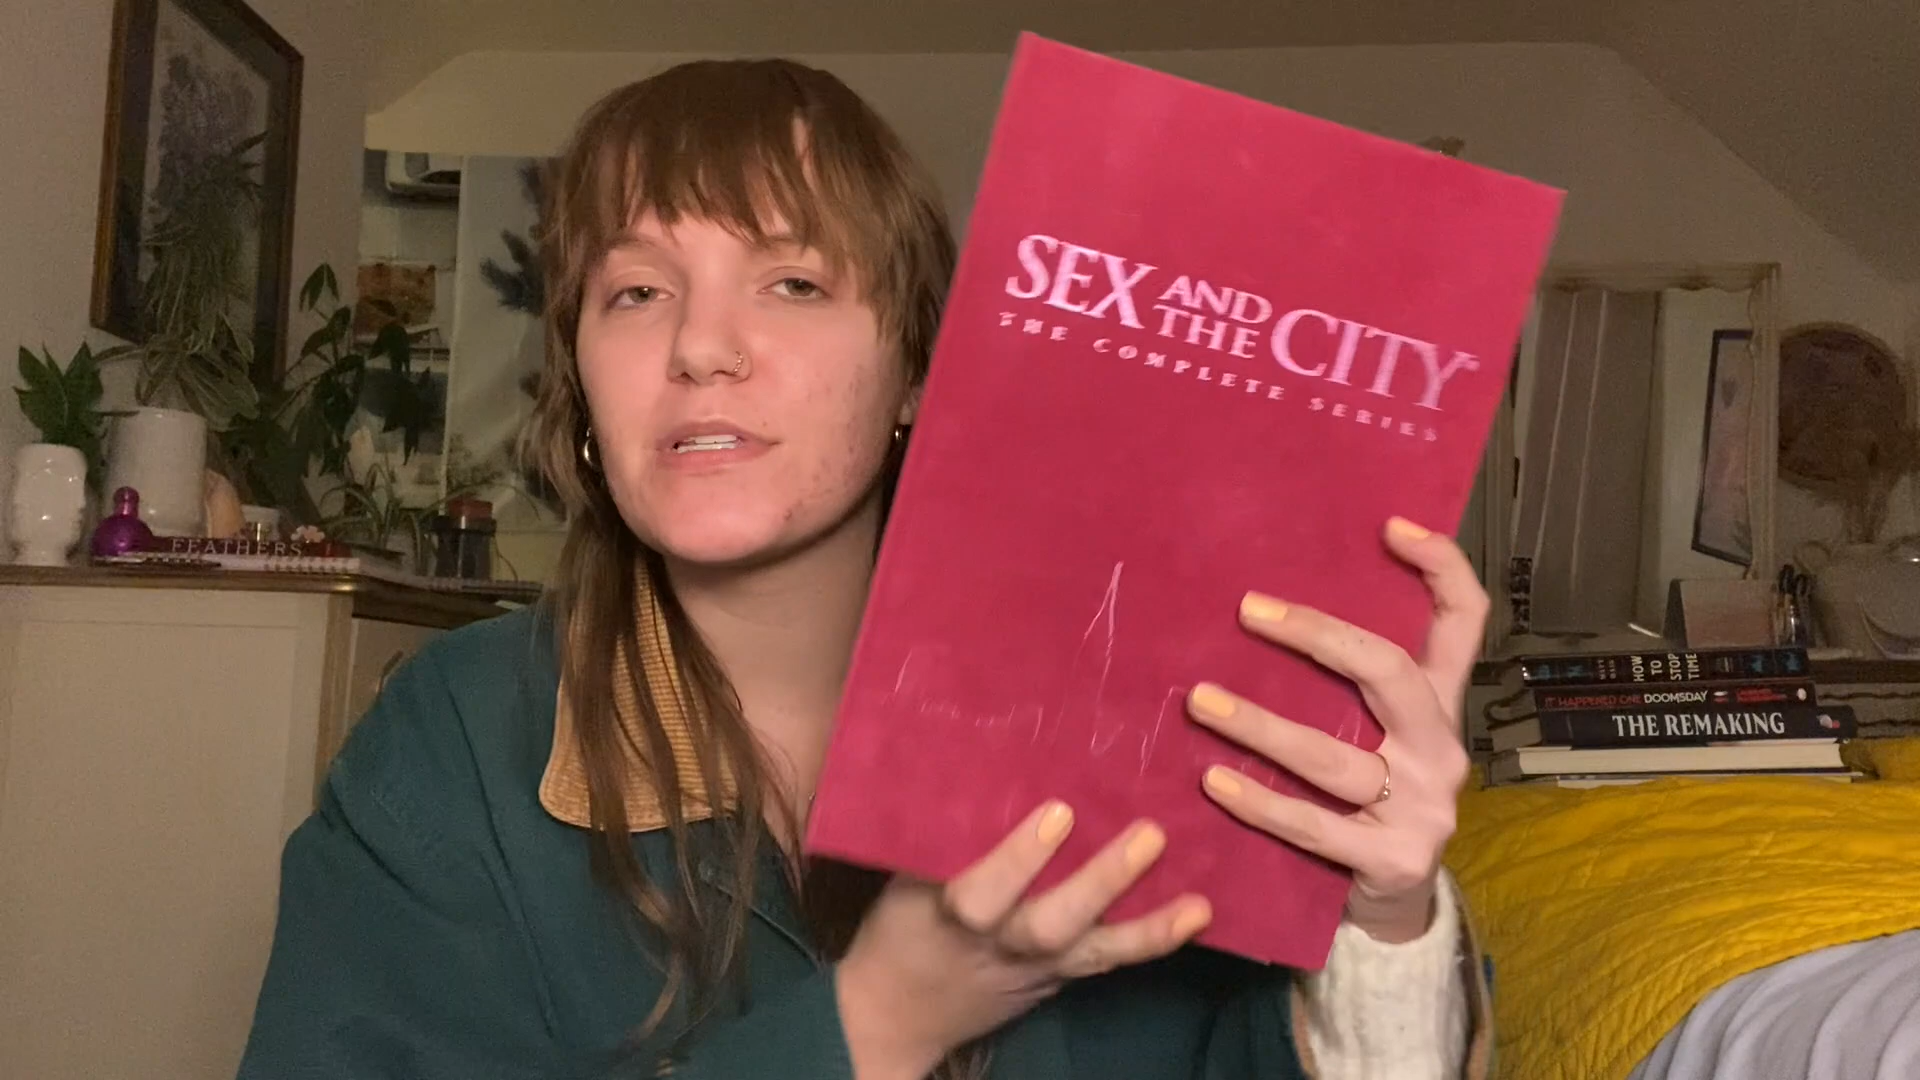 SEX AND THE CITY
THE COMPLETE SERIES
FEATHERS
HOW TO STOP TIME
IT HAPPENED ONE DOOMSDAY
THE REMAKING